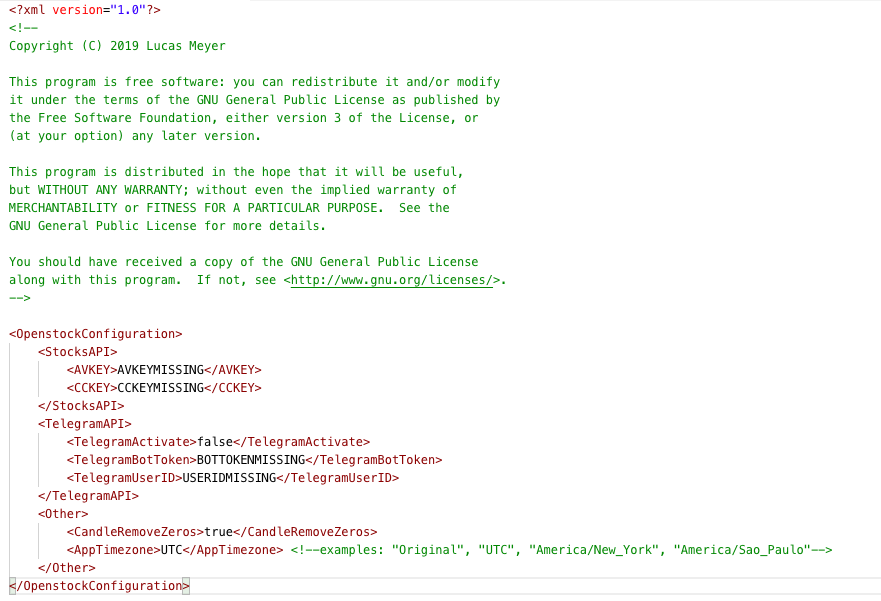 <?xml version="1.0"?>
<!--
Copyright (C) 2019 Lucas Meyer

This program is free software: you can redistribute it and/or modify
it under the terms of the GNU General Public License as published by
the Free Software Foundation, either version 3 of the License, or
(at your option) any later version.

This program is distributed in the hope that it will be useful,
but WITHOUT ANY WARRANTY; without even the implied warranty of
MERCHANTABILITY or FITNESS FOR A PARTICULAR PURPOSE.  See the
GNU General Public License for more details.

You should have received a copy of the GNU General Public License
along with this program.  If not, see <http://www.gnu.org/licenses/>.
-->

<OpenstockConfiguration>
    <StocksAPI>
        <AVKEY>AVKEYMISSING</AVKEY>
        <CCKEY>CCKEYMISSING</CCKEY>
    </StocksAPI>
    <TelegramAPI>
        <TelegramActivate>false</TelegramActivate>
        <TelegramBotToken>BOTTOKENMISSING</TelegramBotToken>
        <TelegramUserID>USERIDMISSING</TelegramUserID>
    </TelegramAPI>
    <Other>
        <CandleRemoveZeros>true</CandleRemoveZeros>
        <AppTimezone>UTC</AppTimezone> <!--examples: "Original", "UTC", "America/New_York", "America/Sao_Paulo"-->
    </Other>
</OpenstockConfiguration>